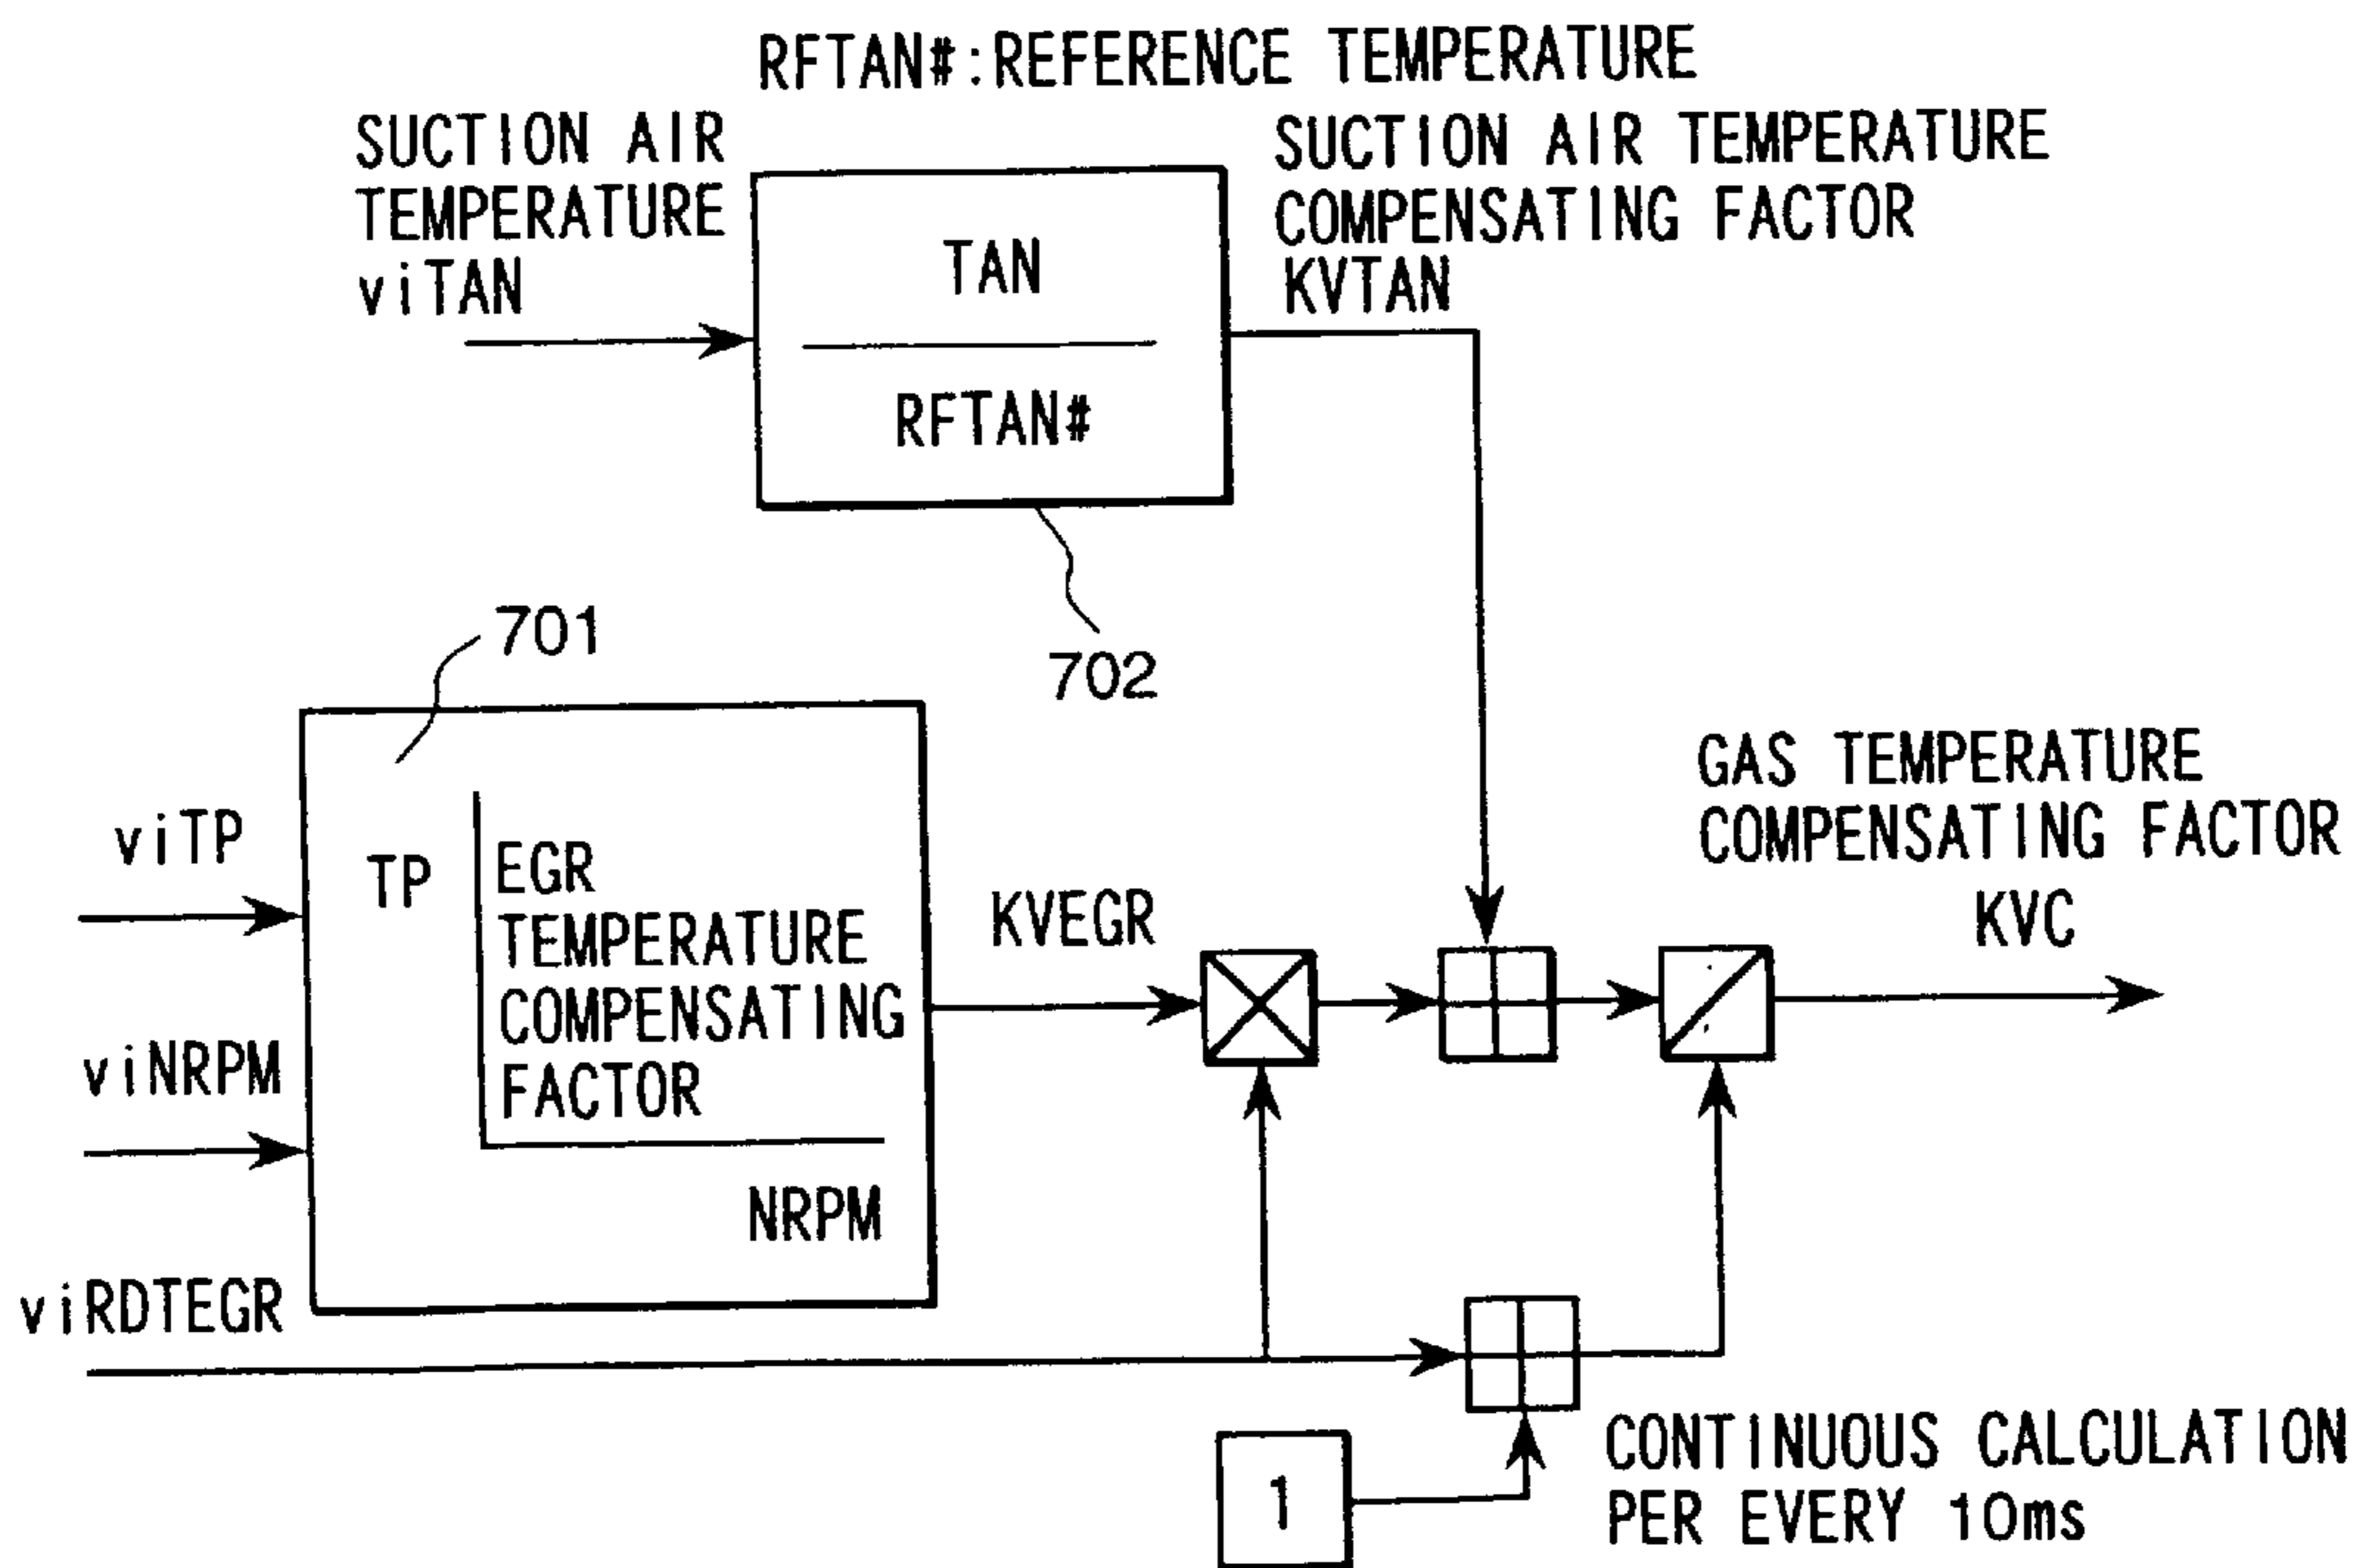 RFTAN#:REFERENCE TEMPERATURE
SUCTION AIR
TEMPERATURE
viTAN
TAN
RFTAN#
SUCTION AIR TEMPERATURE
COMPENSATING FACTOR
KVTAN
702
701
viTP
TP
EGR
TEMPERATURE
COMPENSATING
FACTOR
NRPM
viNRPM
viRDTEGR
KVEGR
GAS TEMPERATURE
COMPENSATING FACTOR
KVC
1
CONTINUOUS CALCULATION
PER EVERY 10ms